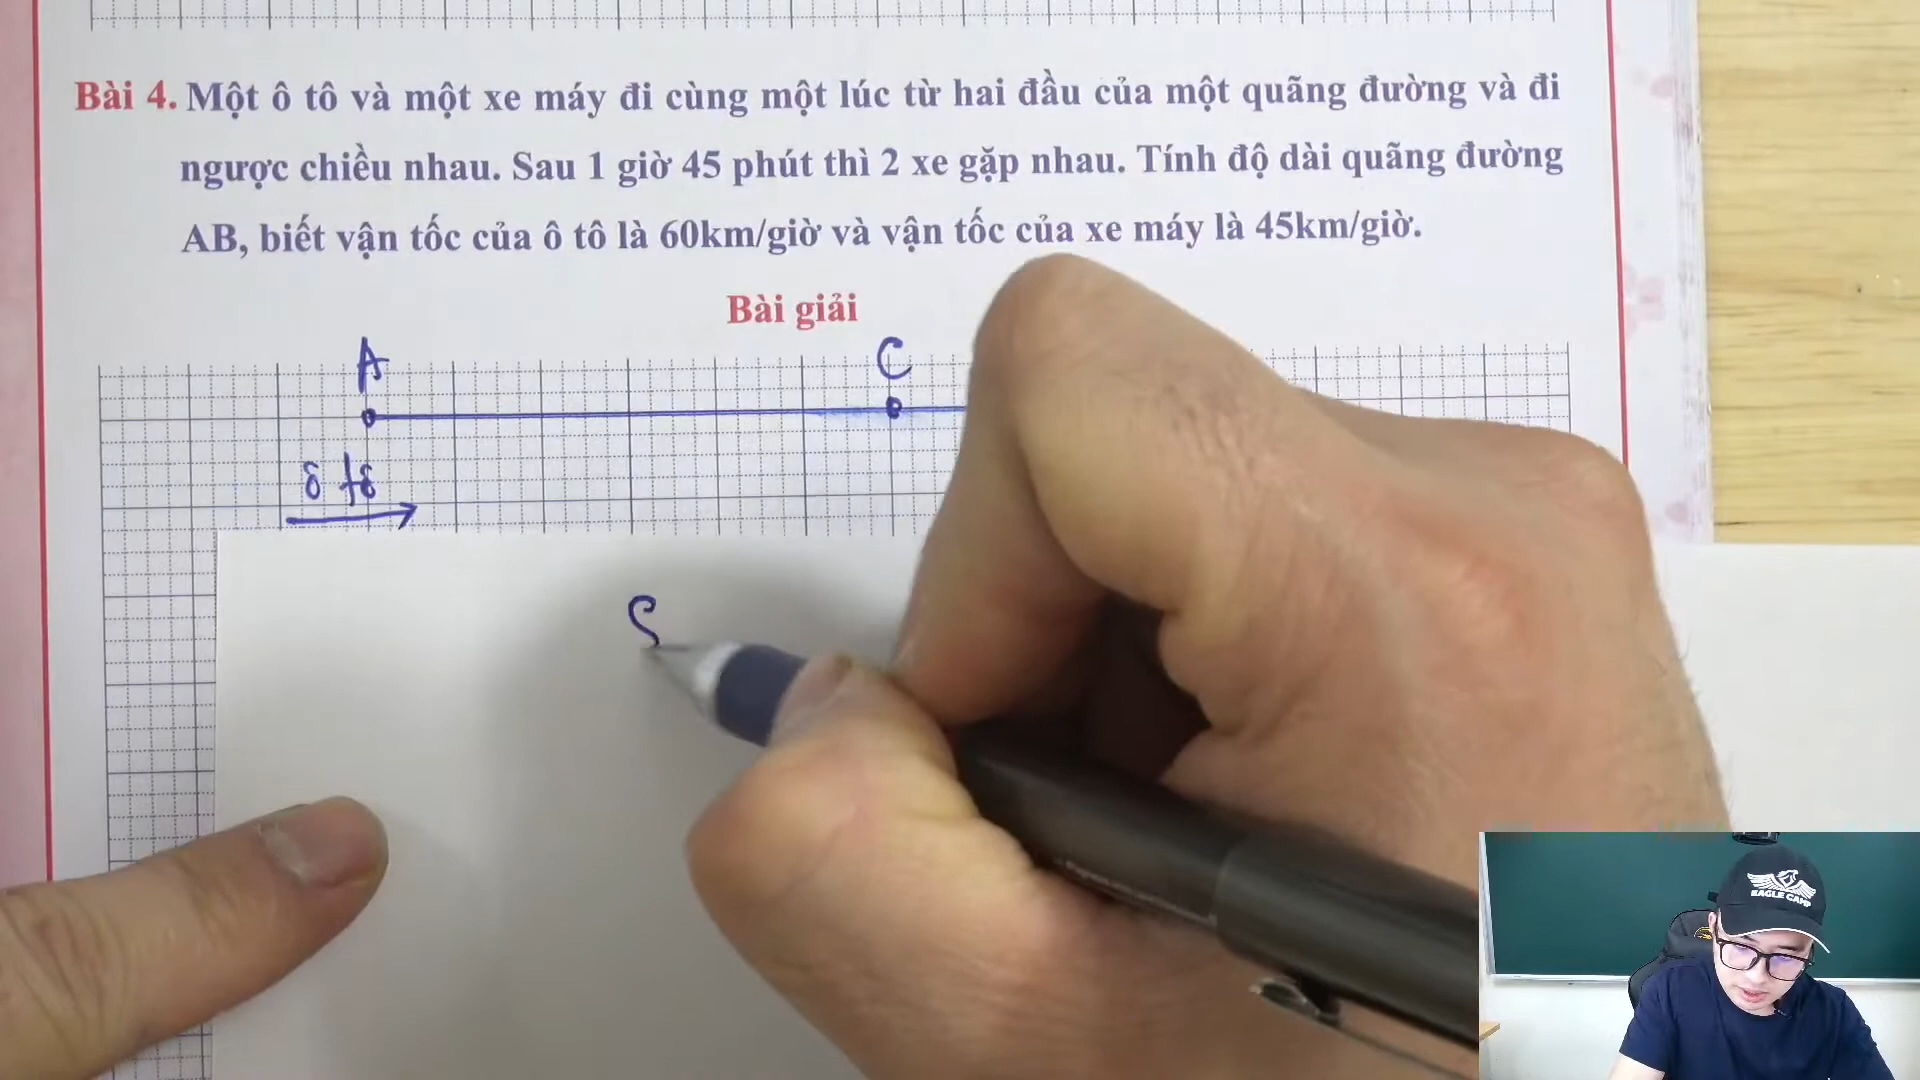 Bài 4. Một ô tô và một xe máy đi cùng một lúc từ hai đầu của một quãng đường và đi
ngược chiều nhau. Sau 1 giờ 45 phút thì 2 xe gặp nhau. Tính độ dài quãng đường
AB, biết vận tốc của ô tô là 60km/giờ và vận tốc của xe máy là 45km/giờ.
Bài giải
A C
ô tô
S
EAGLE CAMP